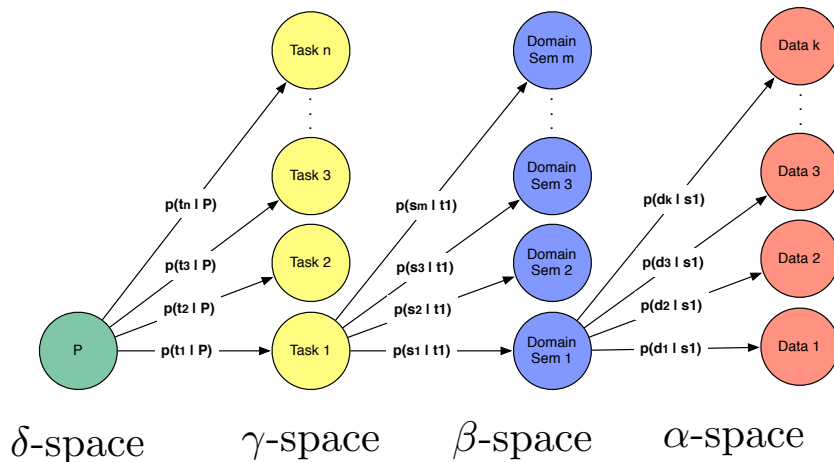 Task n
Domain
Sem m
Data k
Task 3
Domain
Sem 3
Data 3
p(tn | P)
p(sm | t1)
p(dk | s1)
Task 2
Domain
Sem 2
Data 2
p(t3 | P)
p(s3 | t1)
p(d3 | s1)
p(t2 | P)
p(s2 | t1)
p(d2 | s1)
P
p(t1 | P)
Task 1
p(s1 | t1)
Domain
Sem 1
p(d1 | s1)
Data 1
δ-space
γ-space
β-space
α-space